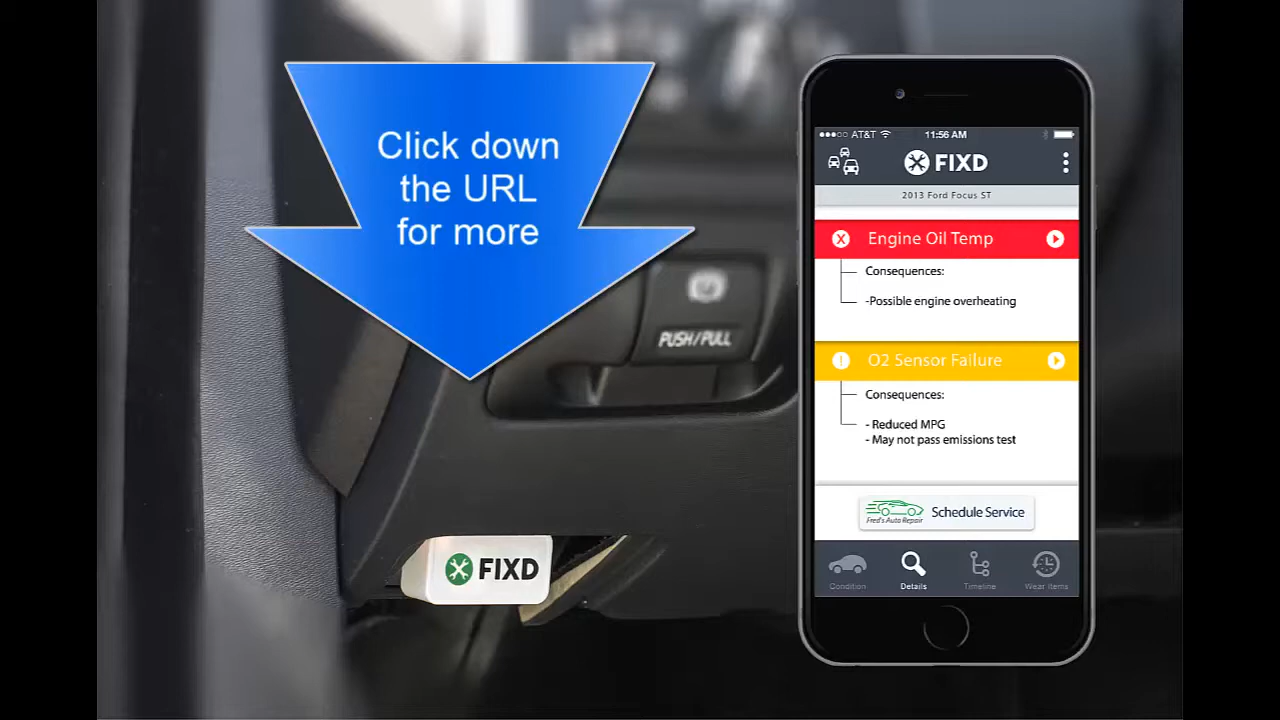 Click down
the URL
for more
PUSH/PULL
FIXD
AT&T
11:56 AM
FIXD
2013 Ford Focus ST
X
Engine Oil Temp
Consequences:
-Possible engine overheating
!
O2 Sensor Failure
Consequences:
- Reduced MPG
- May not pass emissions test
Fred's Auto Repair
Schedule Service
Condition
Details
Timeline
Wear Items